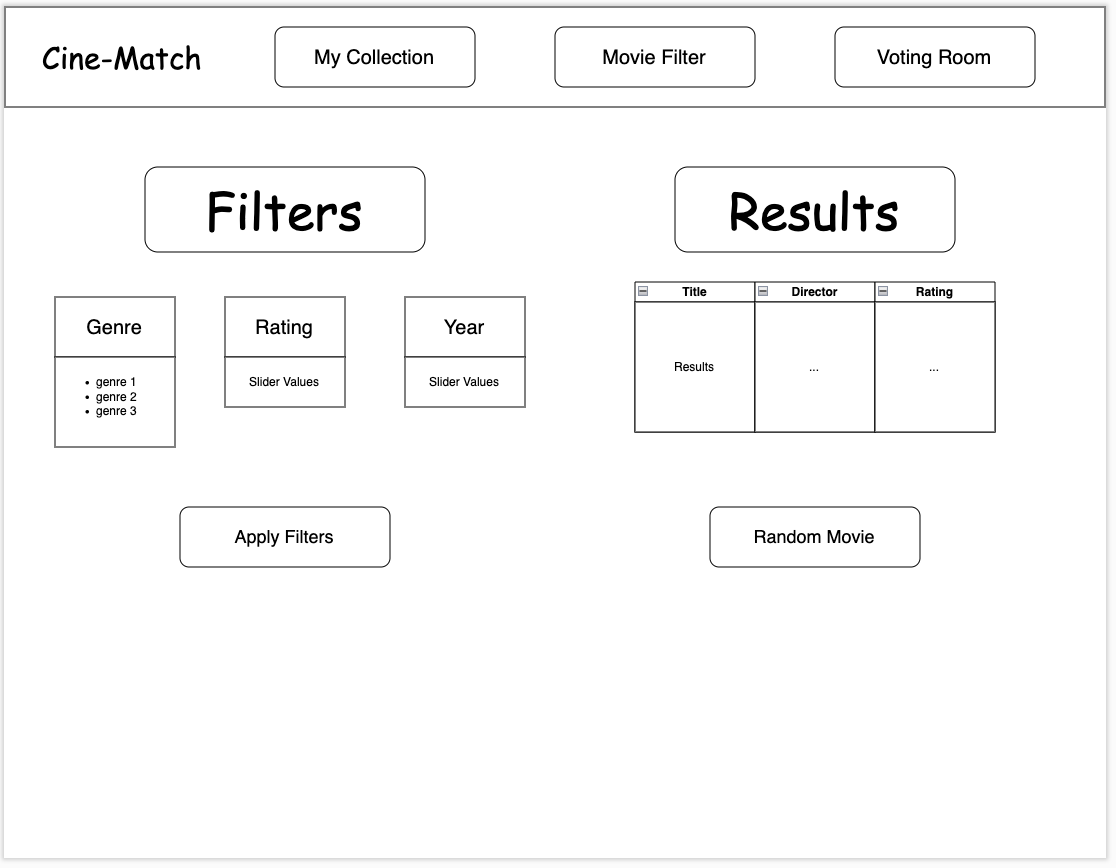 Cine-Match
My Collection
Movie Filter
Voting Room
Filters
Genre
Rating
Year
genre 1
genre 2
genre 3
Slider Values
Slider Values
Apply Filters
Results
Title
Director
Rating
Results
...
...
Random Movie